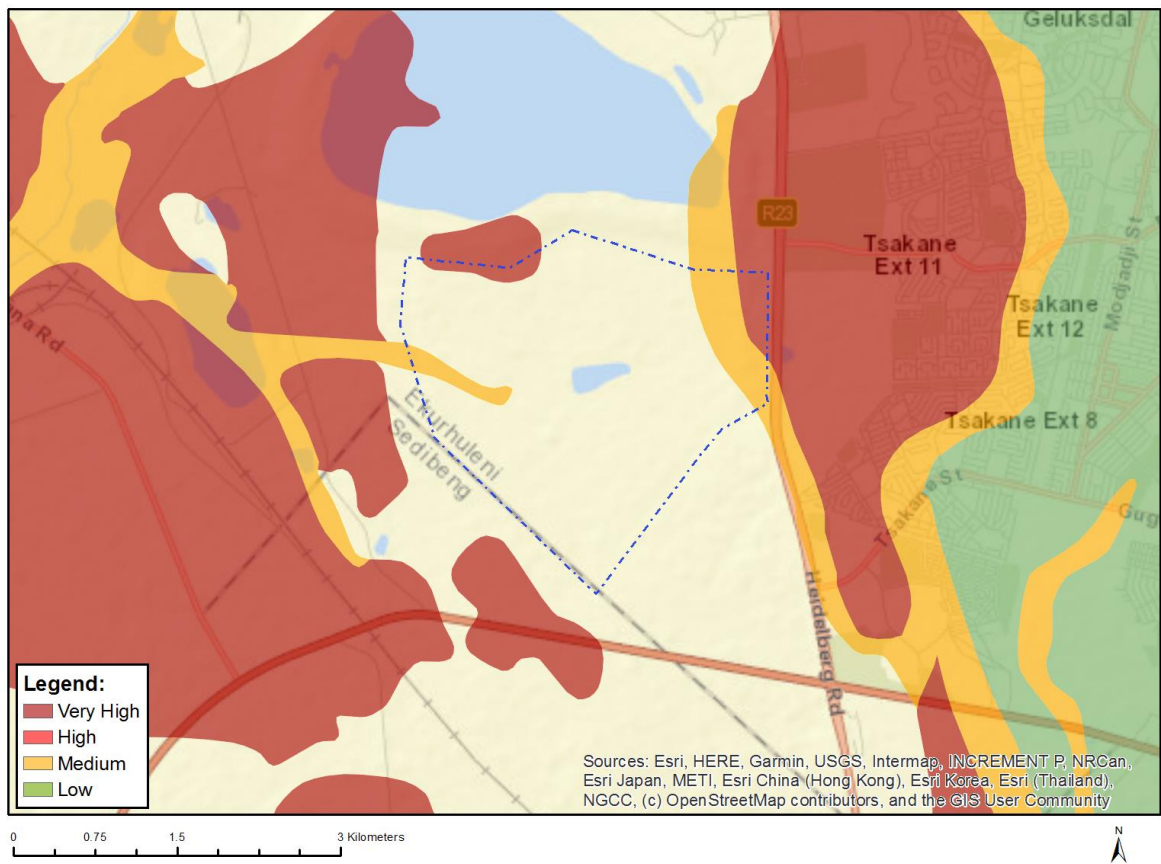 Geluksdal
R23
Tsakane
Ext 11
Modjadji St
Tsakane
Ext 12
na Rd
Tsakane Ext 8
Ekurhuleni
Sedibeng
Tsakane St
Gug
Heidelberg Rd
Legend:
Very High
High
Medium
Low
Sources: Esri, HERE, Garmin, USGS, Intermap, INCREMENT P, NRCan,
Esri Japan, METI, Esri China (Hong Kong), Esri Korea, Esri (Thailand),
NGCC, (c) OpenStreetMap contributors, and the GIS User Community
0 0.75 1.5 3 Kilometers
N